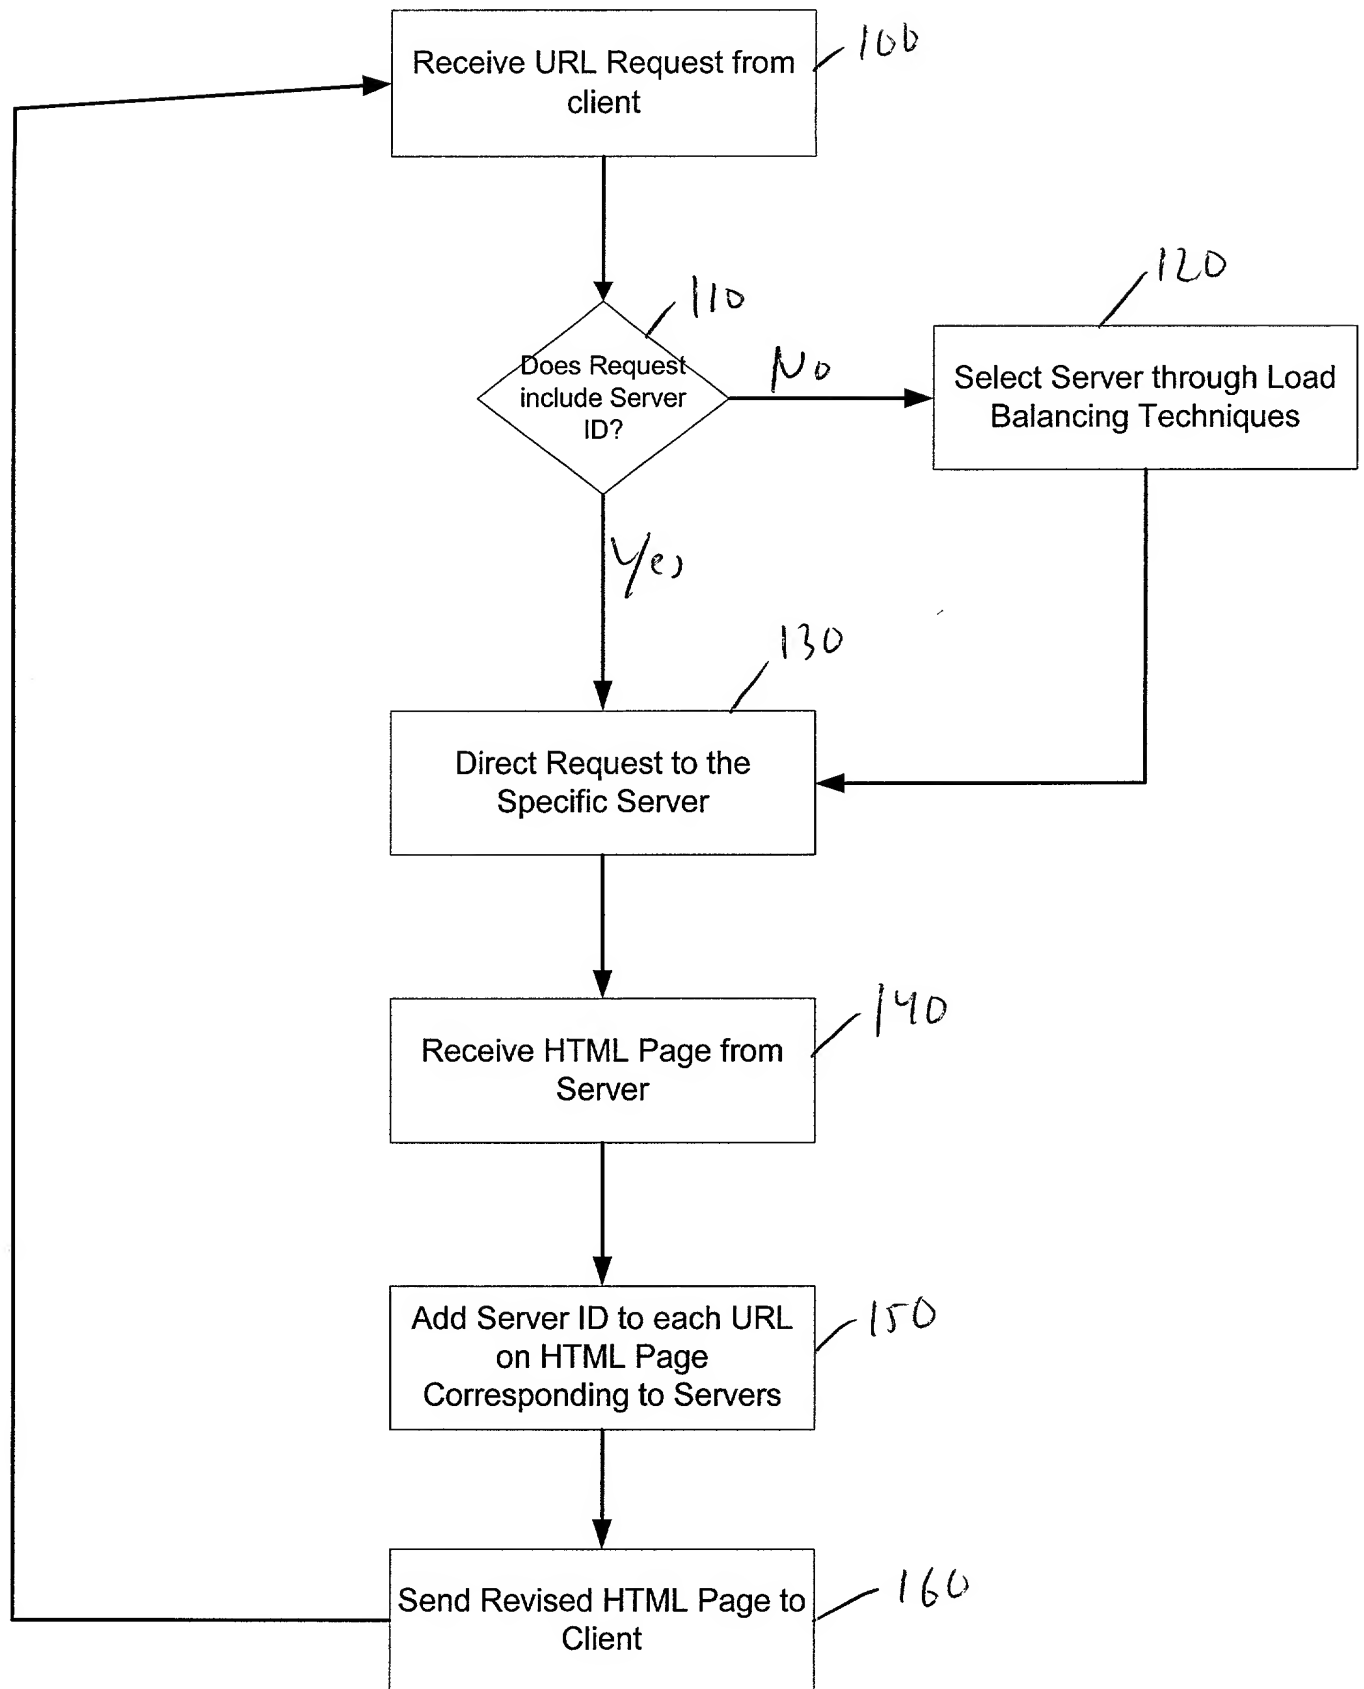 Receive URL Request from
client
100
110
Does Request
include Server
ID?
No
120
Select Server through Load
Balancing Techniques
Yes
130
Direct Request to the
Specific Server
140
Receive HTML Page from
Server
Add Server ID to each URL
on HTML Page
Corresponding to Servers
150
Send Revised HTML Page to
Client
160